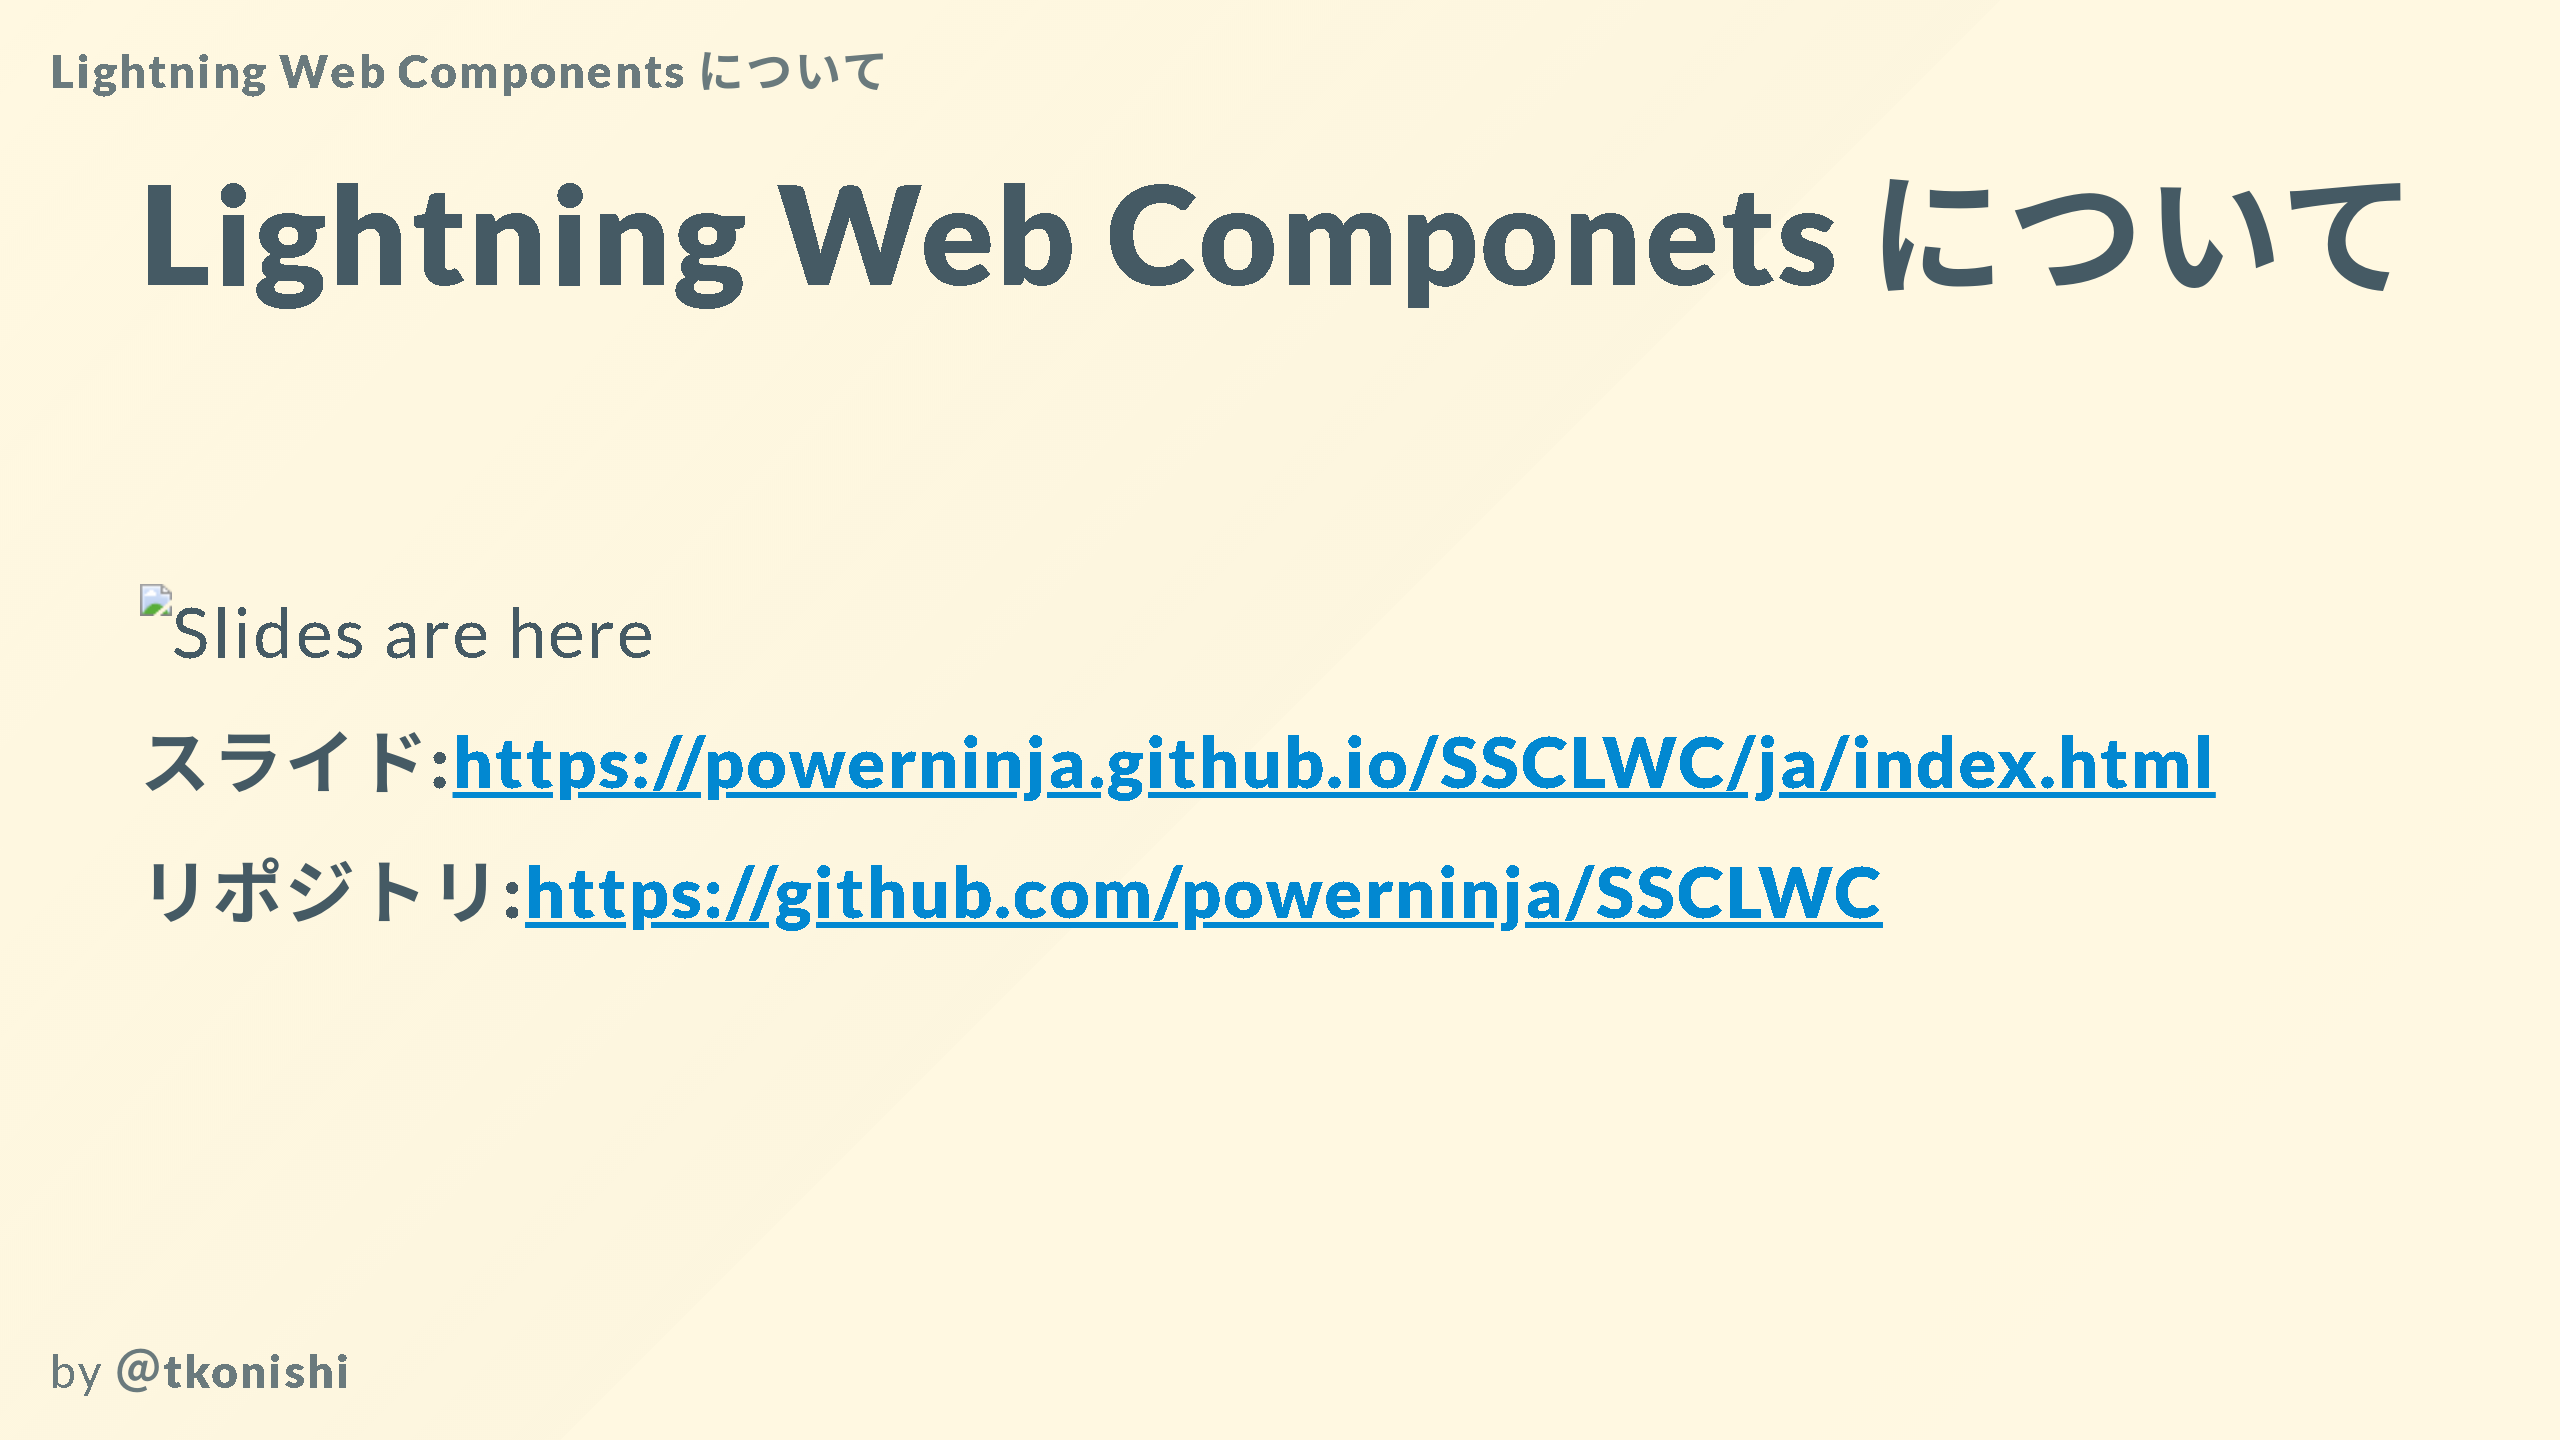 Lightning Web Components について
Lightning Web Componets について
Slides are here
スライド:https://powerninja.github.io/SSCLWC/ja/index.html
リポジトリ:https://github.com/powerninja/SSCLWC
by @tkonishi